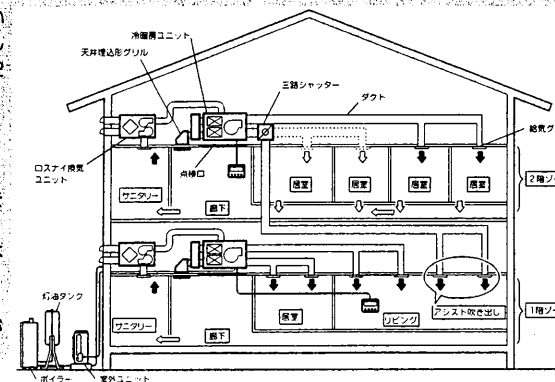 冷暖房ユニット
天井埋込形グリル
三路シャッター
ダクト
給気グ
ロスナイ換気
ユニット
点検口
サニタリー
廊下
居室
居室
居室
居室
2階ゾー
灯油タンク
サニタリー
廊下
居室
リビング
アシスト吹き出し
1階ゾー
ボイラー
室外ユニット